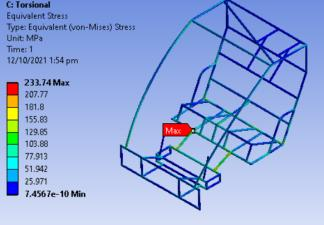 C: Torsional
Equivalent Stress
Type: Equivalent (von-Mises) Stress
Unit: MPa
Time: 1
12/10/2021 1:54 pm
233.74 Max
207.77
181.8
155.83
129.85
103.88
77.913
51.942
25.971
7.4567e-10 Min
Max